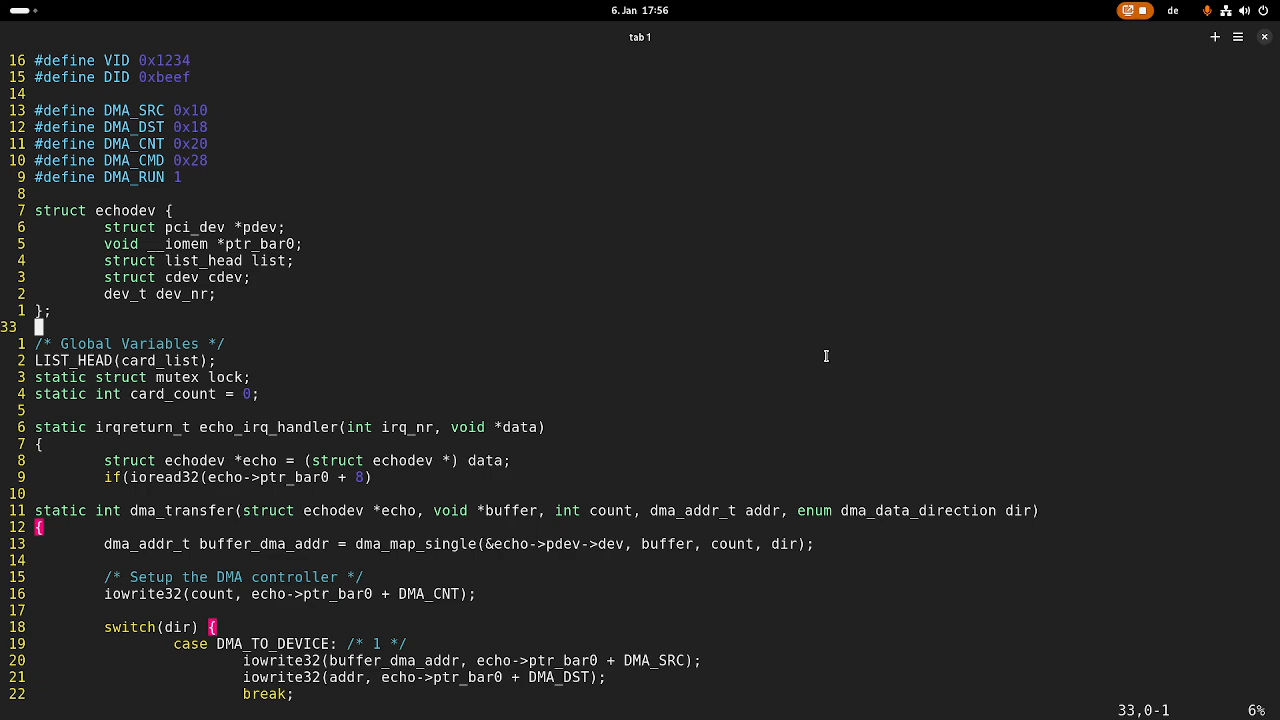 6. Jan 17:56
de
tab 1
16 #define VID 0x1234
15 #define DID 0xbeef
14
13 #define DMA_SRC 0x10
12 #define DMA_DST 0x18
11 #define DMA_CNT 0x20
10 #define DMA_CMD 0x28
9 #define DMA_RUN 1
8
7 struct echodev {
6         struct pci_dev *pdev;
5         void __iomem *ptr_bar0;
4         struct list_head list;
3         struct cdev cdev;
2         dev_t dev_nr;
1 };
33
1 /* Global Variables */
2 LIST_HEAD(card_list);
3 static struct mutex lock;
4 static int card_count = 0;
5
6 static irqreturn_t echo_irq_handler(int irq_nr, void *data)
7 {
8         struct echodev *echo = (struct echodev *) data;
9         if(ioread32(echo->ptr_bar0 + 8)
10
11 static int dma_transfer(struct echodev *echo, void *buffer, int count, dma_addr_t addr, enum dma_data_direction dir)
12 {
13         dma_addr_t buffer_dma_addr = dma_map_single(&echo->pdev->dev, buffer, count, dir);
14
15         /* Setup the DMA controller */
16         iowrite32(count, echo->ptr_bar0 + DMA_CNT);
17
18         switch(dir) {
19                 case DMA_TO_DEVICE: /* 1 */
20                         iowrite32(buffer_dma_addr, echo->ptr_bar0 + DMA_SRC);
21                         iowrite32(addr, echo->ptr_bar0 + DMA_DST);
22                         break;
33,0-1 6%